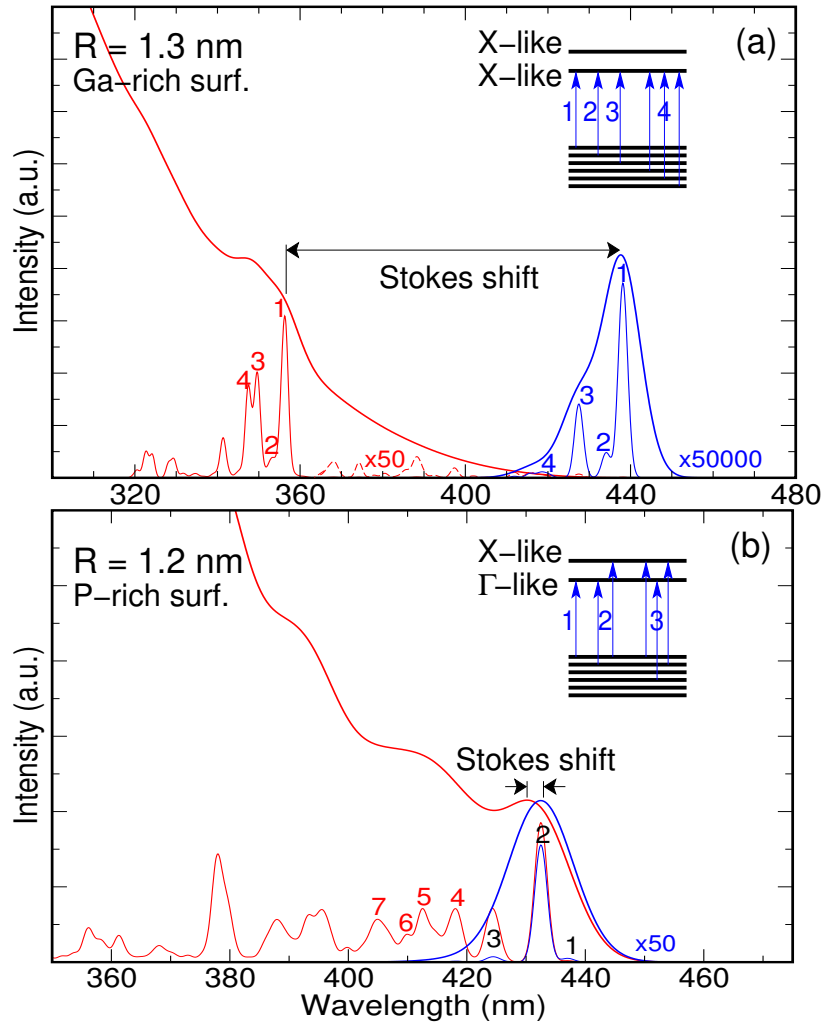 R = 1.3 nm
Ga−rich surf.
X−like
X−like
(a)
1 2 3 4
Stokes shift
1
3
4
2
x50
1
3
2
4
x50000
Intensity (a.u.)
320 360 400 440 480
R = 1.2 nm
P−rich surf.
X−like
Γ−like
(b)
1 2 3
Stokes shift
2
7
6
5
4
3
1
x50
Intensity (a.u.)
360 380 400 420 440 460
Wavelength (nm)